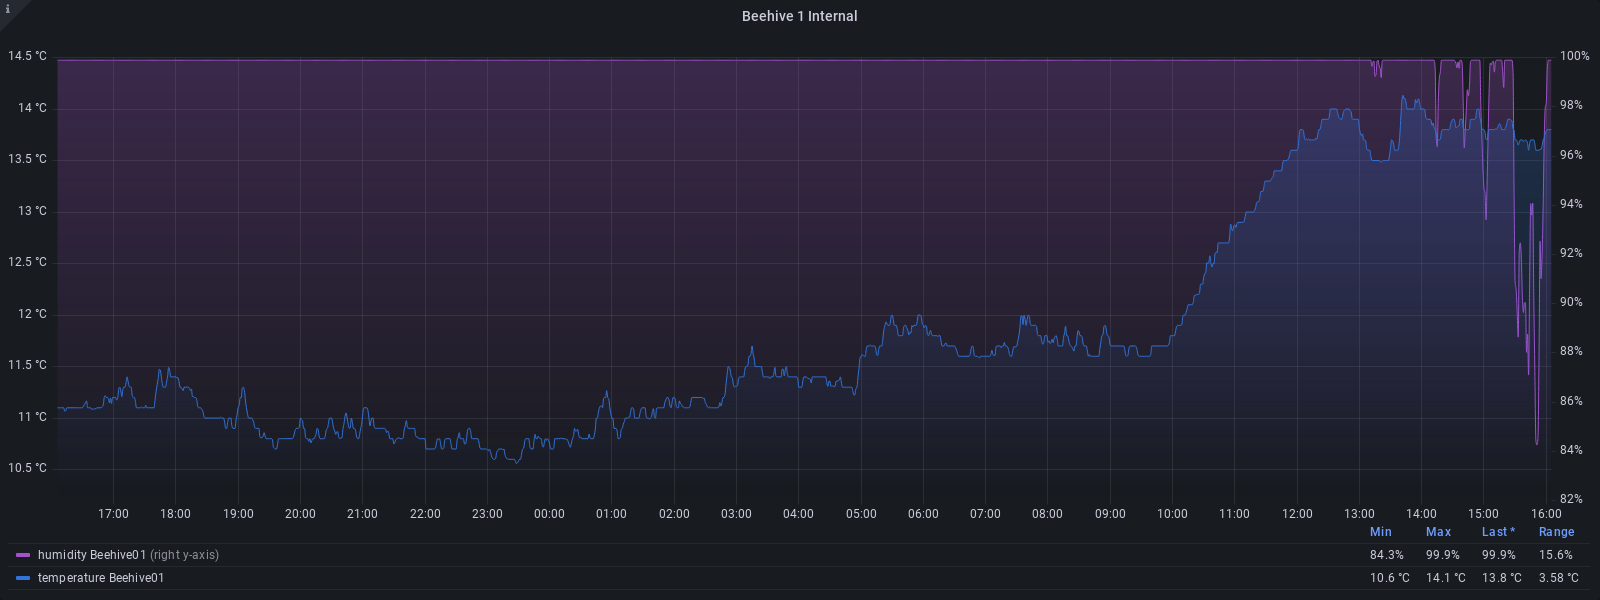 i
Beehive 1 Internal
14.5 °C 100%
14 °C 98%
13.5 °C 96%
13 °C 94%
12.5 °C 92%
12 °C 90%
11.5 °C 88%
11 °C 86%
10.5 °C 84%
82%
17:00 18:00 19:00 20:00 21:00 22:00 23:00 00:00 01:00 02:00 03:00 04:00 05:00 06:00 07:00 08:00 09:00 10:00 11:00 12:00 13:00 14:00 15:00 16:00
Min Max Last * Range
humidity Beehive01 (right y-axis) 84.3% 99.9% 99.9% 15.6%
temperature Beehive01 10.6 °C 14.1 °C 13.8 °C 3.58 °C